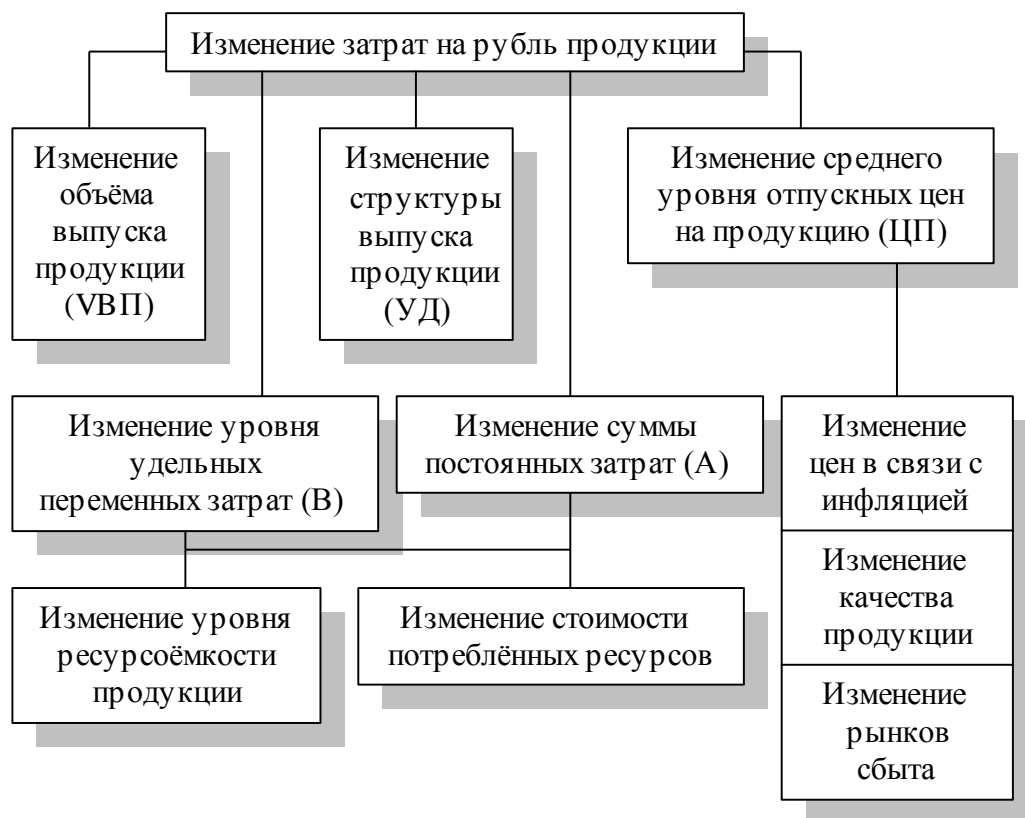 Изменение затрат на рубль продукции
Изменение
объёма
выпуска
продукции
(VВП)
Изменение
структуры
выпуска
продукции
(УД)
Изменение среднего
уровня отпускных цен
на продукцию (ЦП)
Изменение уровня
удельных
переменных затрат (В)
Изменение суммы
постоянных затрат (А)
Изменение
цен в связи с
инфляцией
Изменение
качества
продукции
Изменение
рынков
сбыта
Изменение уровня
ресурсоёмкости
продукции
Изменение стоимости
потреблённых ресурсов